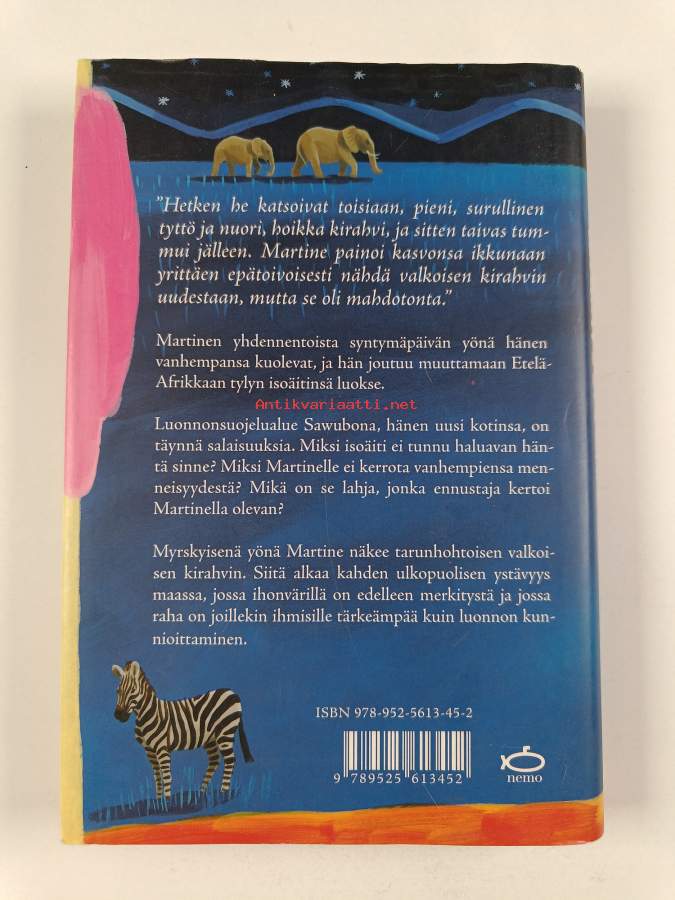 "Hetken he katsoivat toisiaan, pieni, surullinen
tyttö ja nuori, hoikka kirahvi, ja sitten taivas tum-
mui jälleen. Martine painoi kasvonsa ikkunaan
yrittäen epätoivoisesti nähdä valkoisen kirahvin
uudestaan, mutta se oli mahdotonta."
Martinen yhdennentoista syntymäpäivän yönä hänen
vanhempansa kuolevat, ja hän joutuu muuttamaan Etelä-
Afrikkaan tylyn isoäitinsä luokse.
Antikvariaatti.net
Luonnonsuojelualue Sawubona, hänen uusi kotinsa, on
täynnä salaisuuksia. Miksi isoäiti ei tunnu haluavan hän-
tä sinne? Miksi Martinelle ei kerrota vanhempiensa men-
neisyydestä? Mikä on se lahja, jonka ennustaja kertoi
Martinella olevan?
Myrskyisenä yönä Martine näkee tarunhohtoisen valkoi-
sen kirahvin. Siitä alkaa kahden ulkopuolisen ystävyys
maassa, jossa ihonvärillä on edelleen merkitystä ja jossa
raha on joillekin ihmisille tärkeämpää kuin luonnon kun-
nioittaminen.
ISBN 978-952-5613-45-2
9 789525 613452
nemo